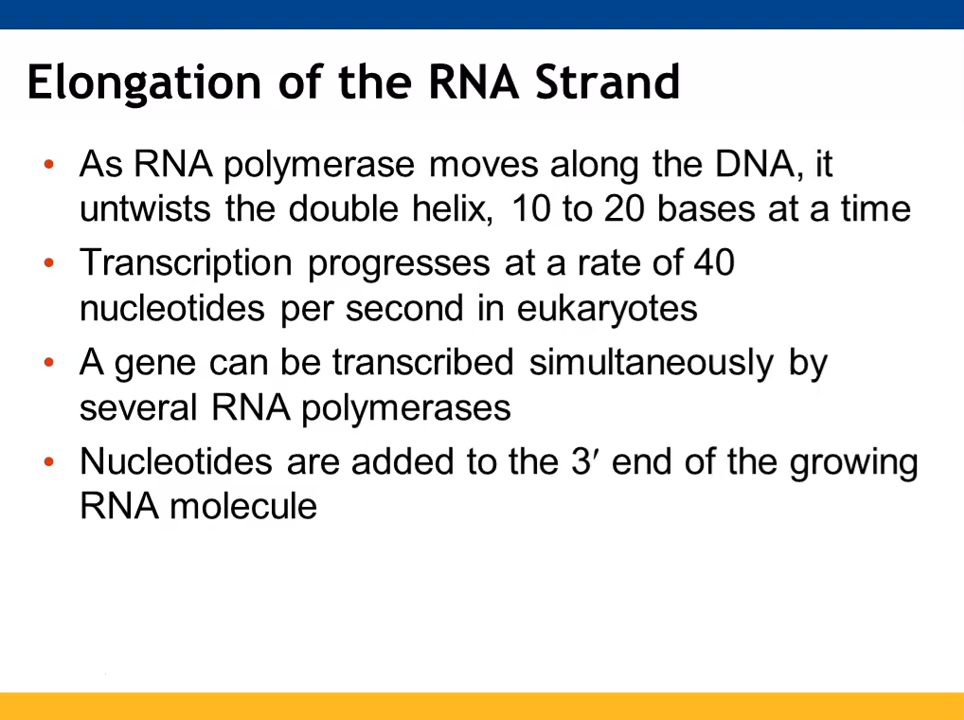 Elongation of the RNA Strand
• As RNA polymerase moves along the DNA, it
untwists the double helix, 10 to 20 bases at a time
• Transcription progresses at a rate of 40
nucleotides per second in eukaryotes
• A gene can be transcribed simultaneously by
several RNA polymerases
• Nucleotides are added to the 3′ end of the growing
RNA molecule